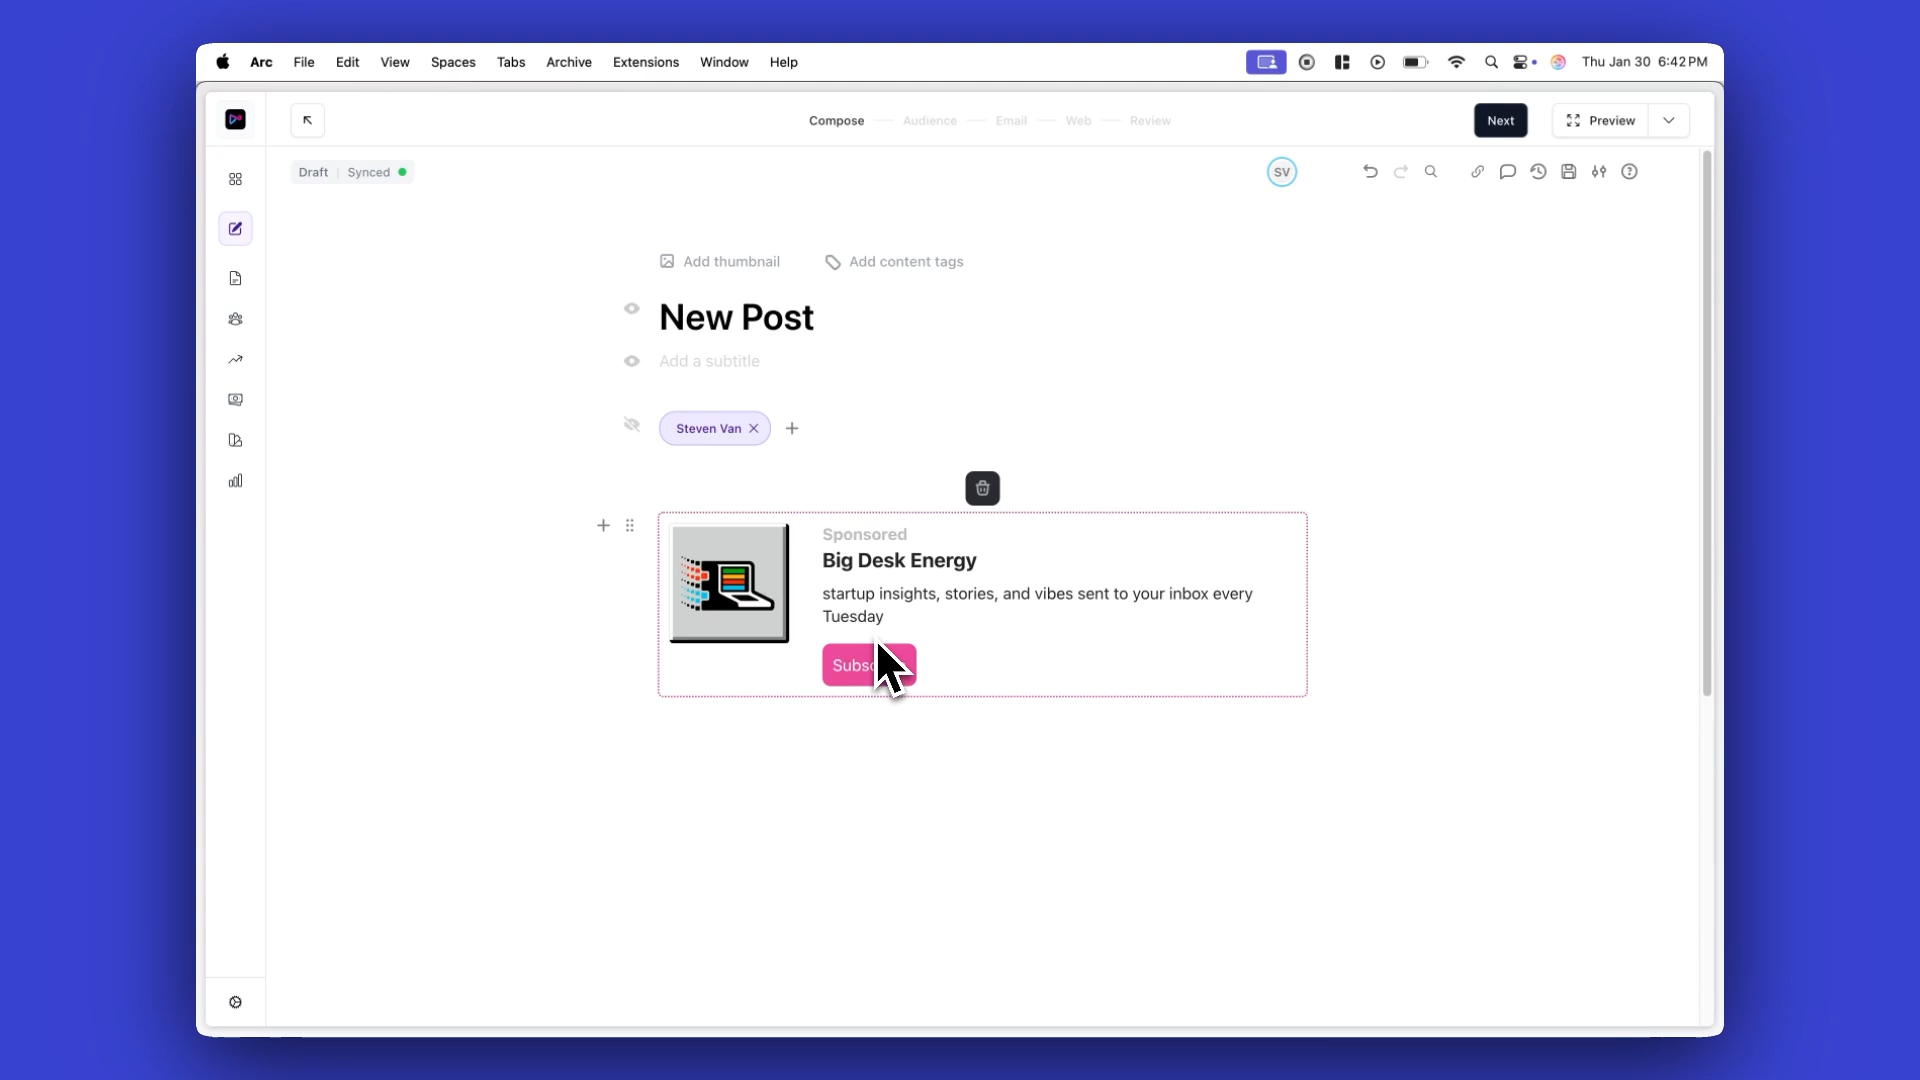 Arc File Edit View Spaces Tabs Archive Extensions Window Help Thu Jan 30 6:42 PM
Compose Audience Email Web Review Next Preview
Draft Synced SV
Add thumbnail Add content tags
New Post
Add a subtitle
Steven Van
Sponsored
Big Desk Energy
startup insights, stories, and vibes sent to your inbox every
Tuesday